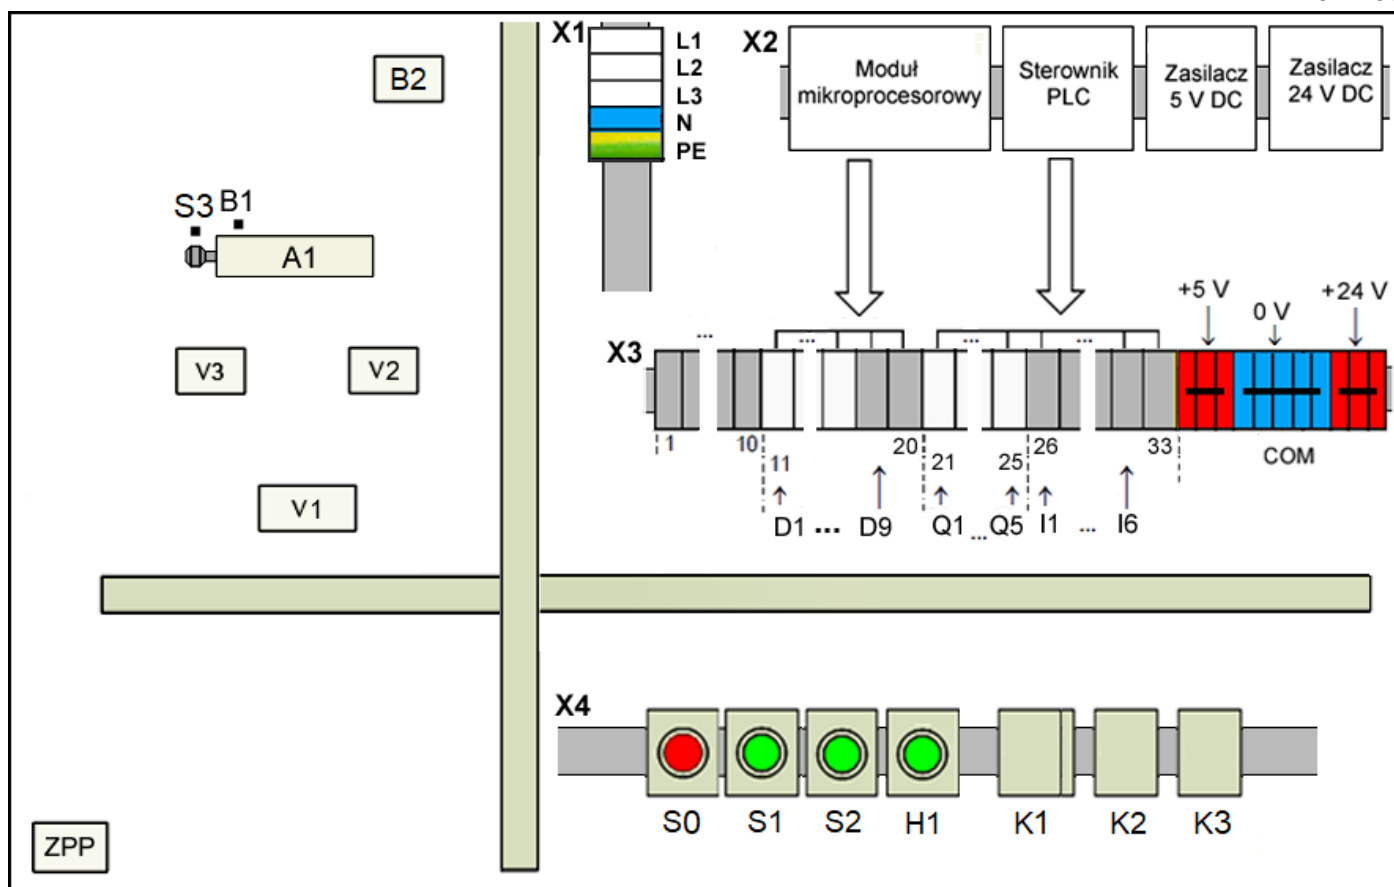 B2
S3 B1
A1
V3 V2
V1
ZPP
X1
L1
L2
L3
N
PE
X2
Moduł
mikroprocesorowy
Sterownik
PLC
Zasilacz
5 V DC
Zasilacz
24 V DC
+5 V
0 V
+24 V
X3
... ... ... ...
1 10 11 20 21 25 26 33
COM
D1 ... D9 Q1 ... Q5 I1 ... I6
X4
S0 S1 S2 H1 K1 K2 K3